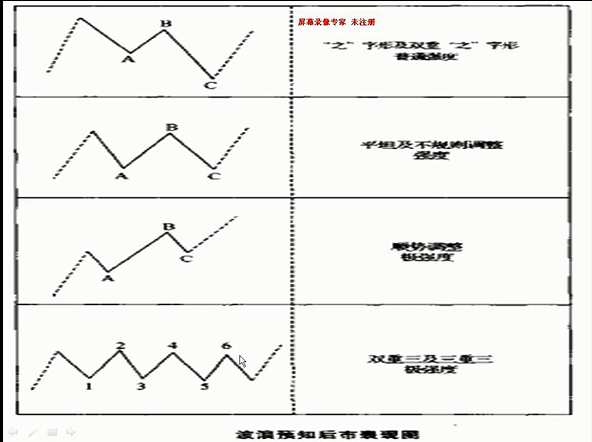 屏幕录像专家 未注册
B
A
C
“之”字形及双重“之”字形
普通强度
B
A
C
平坦及不规则调整
强度
B
A
C
顺势调整
极强度
2
4
6
1
3
5
双重三及三重三
极强度
波浪预知后市表现图